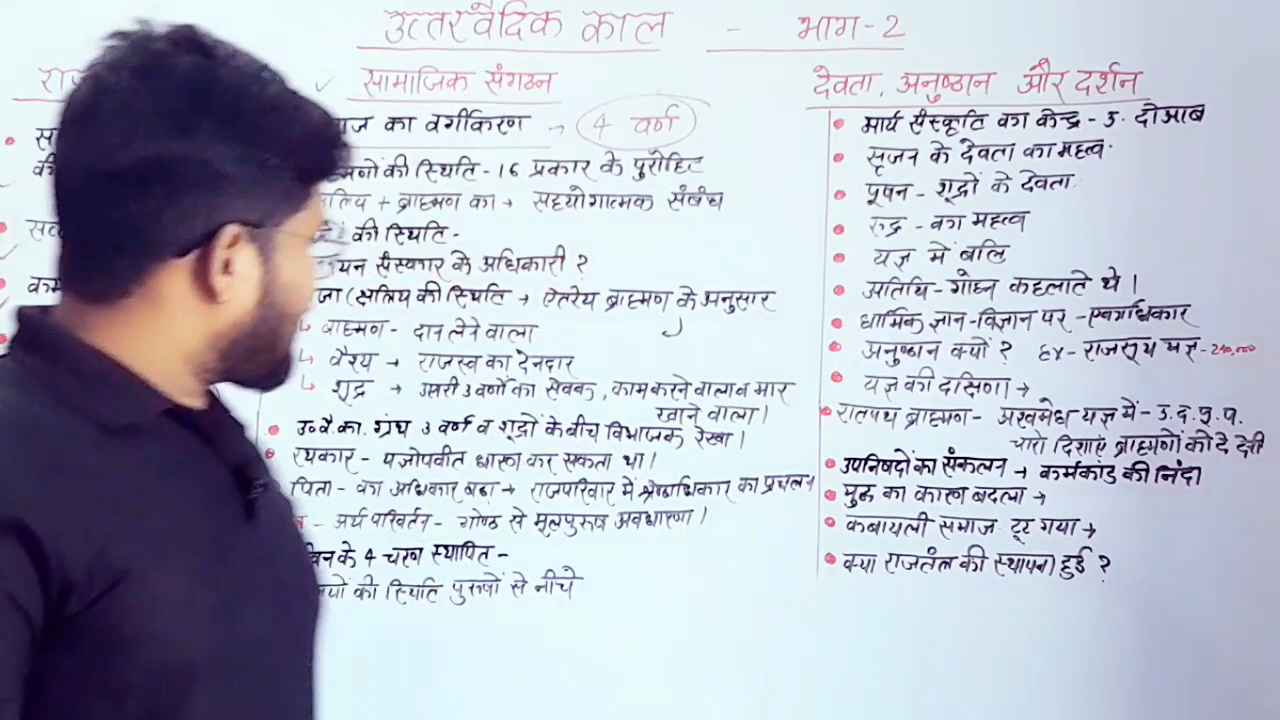 उत्तरवैदिक काल - भाग-2
सामाजिक संगठन
का वर्गीकरण → 4 वर्ण
की स्थिति - 16 प्रकार के पुरोहित
+ ब्राह्मण का → सहयोगात्मक संबंध
की स्थिति -
संस्कार के अधिकारी ?
(क्षत्रिय की स्थिति → ऐतरेय ब्राह्मण के अनुसार
ब्राह्मण - दान लेने वाला
वैश्य → राजस्व का देनदार
शूद्र → उपरी 3 वर्णों का सेवक, काम करने वाला व मार
खाने वाला।
उ०वै.का. ग्रंथ 3 वर्ण व शूद्रों के बीच विभाजक रेखा।
रथकार - यज्ञोपवीत धारण कर सकता था।
पिता - का अधिकार बढ़ा → राजपरिवार में श्रेष्ठाधिकार का प्रचलन
- अर्थ परिवर्तन - गोष्ठ से मूलपुरुष अवधारणा।
के 4 चरण स्थापित -
की स्थिति पुरुषों से नीचे
देवता, अनुष्ठान और दर्शन
आर्य संस्कृति का केन्द्र - उ. दोआब
सृजन के देवता का महत्व.
पूषन - शूद्रों के देवता
रुद्र - का महत्व
यज्ञ में बलि
अतिथि - गोघ्न कहलाते थे।
धार्मिक ज्ञान-विज्ञान पर - एकाधिकार
अनुष्ठान क्यों ? Ex - राजसूय यज्ञ - 240,000
यज्ञ की दक्षिणा →
शतपथ ब्राह्मण - अश्वमेध यज्ञ में - उ.द.पू.प.
चारो दिशाएं ब्राह्मणों को दे देनी
उपनिषदों का संकलन → कर्मकांड की निंदा
युद्ध का कारण बदला →
कबायली समाज टूट गया →
क्या राजतंत्र की स्थापना हुई ?